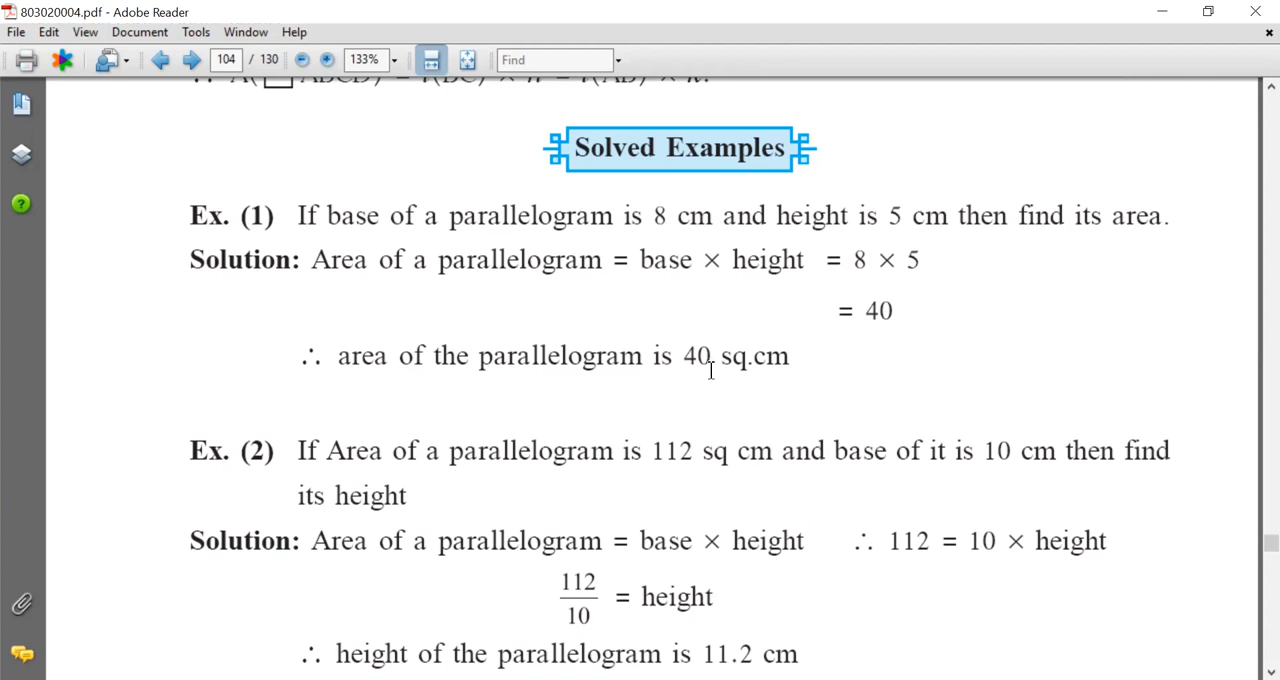 803020004.pdf - Adobe Reader
File Edit View Document Tools Window Help
104 / 130 133% Find
∴ A(□ABCD) = l(BC) × h = l(AB) × k.
Solved Examples
Ex. (1) If base of a parallelogram is 8 cm and height is 5 cm then find its area.
Solution: Area of a parallelogram = base × height = 8 × 5
= 40
∴ area of the parallelogram is 40 sq.cm
Ex. (2) If Area of a parallelogram is 112 sq cm and base of it is 10 cm then find
its height
Solution: Area of a parallelogram = base × height ∴ 112 = 10 × height
112
10
= height
∴ height of the parallelogram is 11.2 cm